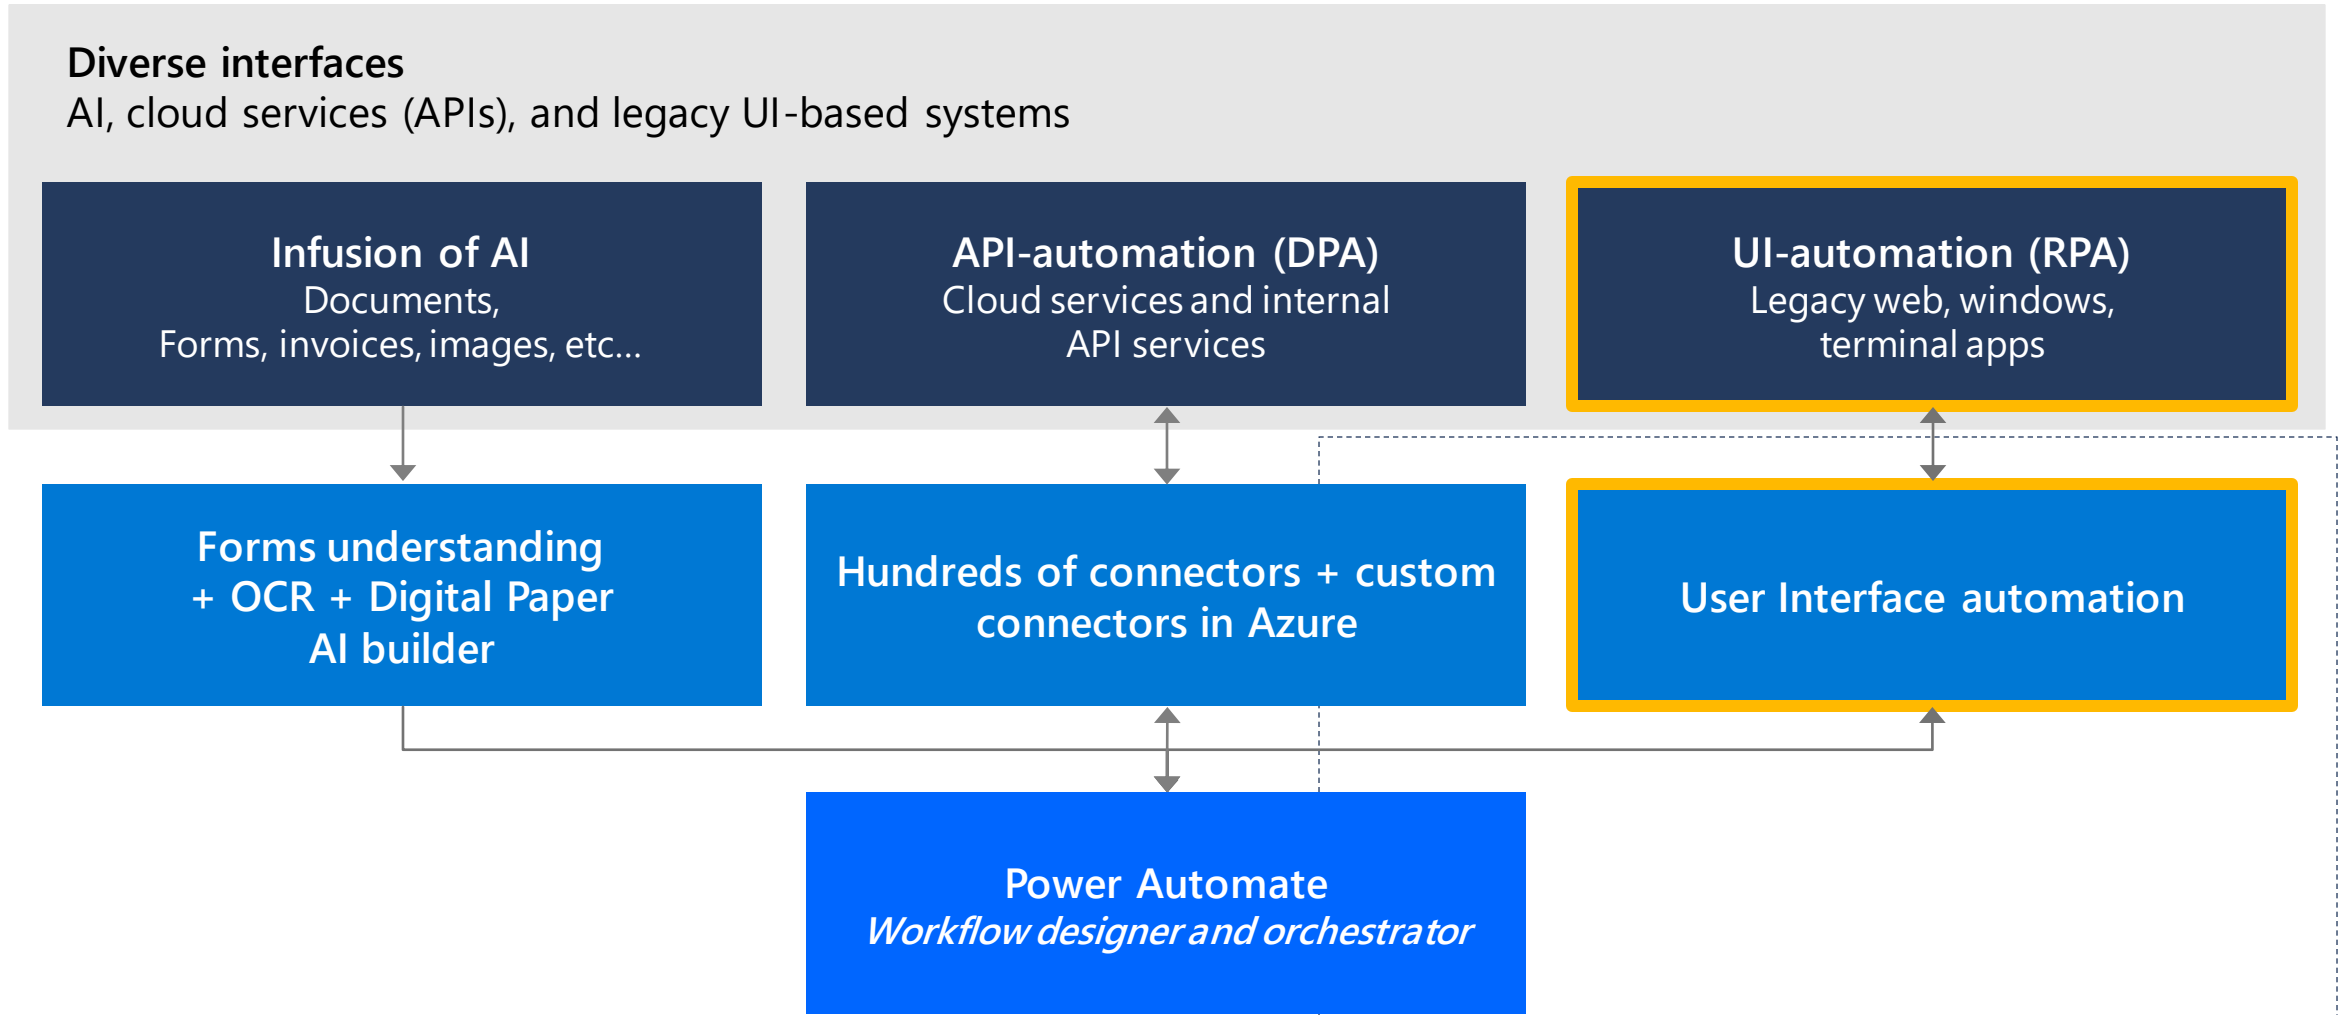 Diverse interfaces
AI, cloud services (APIs), and legacy UI-based systems
Infusion of AI
Documents,
Forms, invoices, images, etc...
API-automation (DPA)
Cloud services and internal
API services
UI-automation (RPA)
Legacy web, windows,
terminal apps
Forms understanding
+ OCR + Digital Paper
AI builder
Hundreds of connectors + custom
connectors in Azure
User Interface automation
Power Automate
Workflow designer and orchestrator